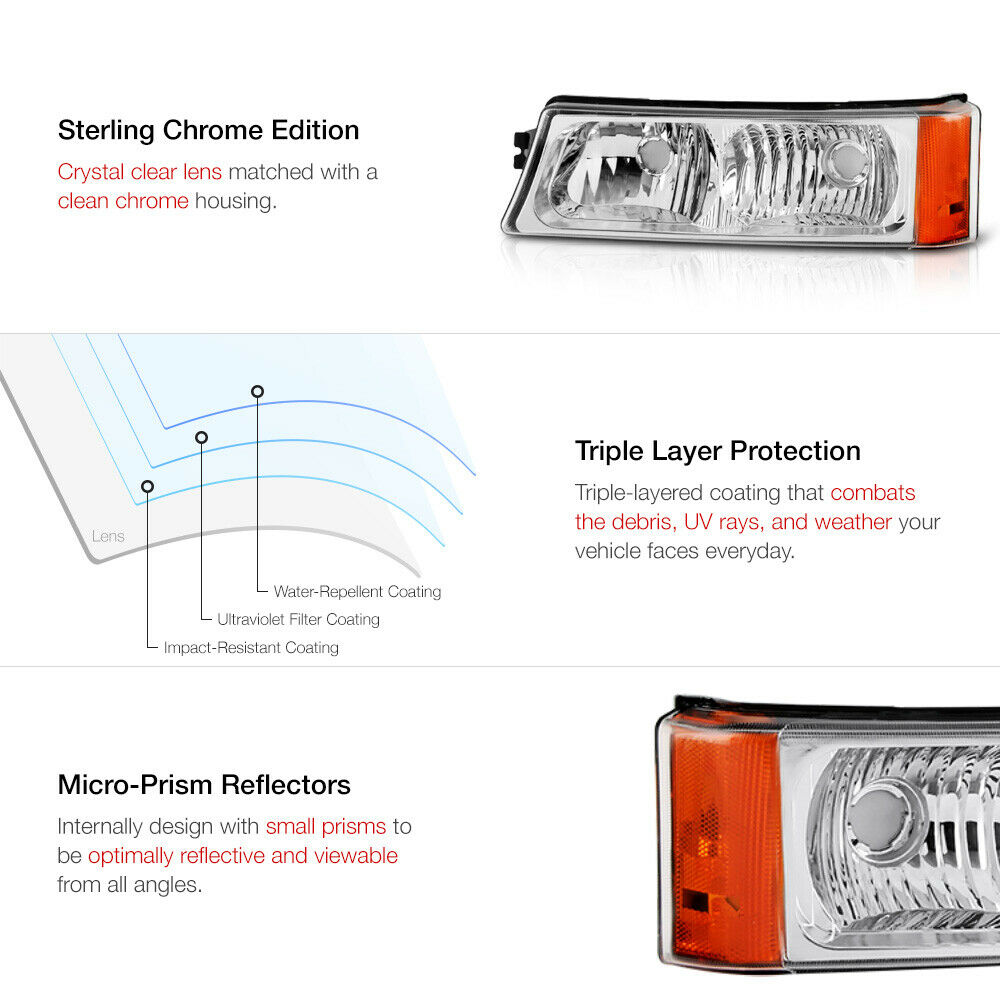 Sterling Chrome Edition
Crystal clear lens matched with a
clean chrome housing.
Lens
Water-Repellent Coating
Ultraviolet Filter Coating
Impact-Resistant Coating
Triple Layer Protection
Triple-layered coating that combats
the debris, UV rays, and weather your
vehicle faces everyday.
Micro-Prism Reflectors
Internally design with small prisms to
be optimally reflective and viewable
from all angles.